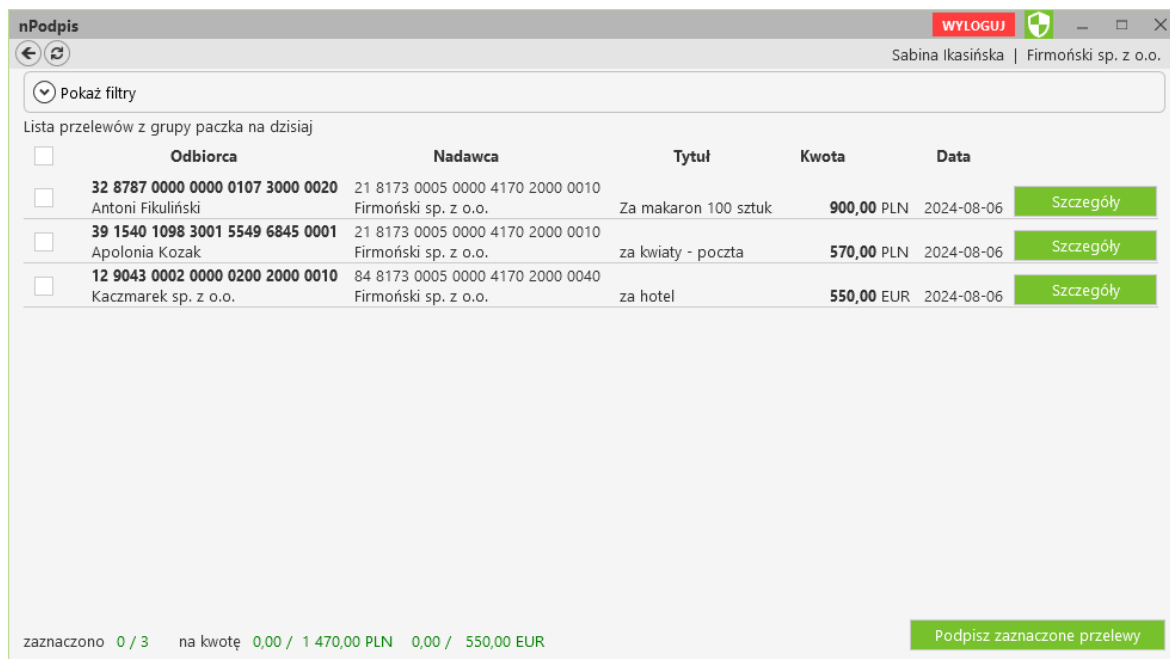 nPodpis WYLOGUJ
Sabina Ikasińska | Firmoński sp. z o.o.
Pokaż filtry
Lista przelewów z grupy paczka na dzisiaj
Odbiorca Nadawca Tytuł Kwota Data
32 8787 0000 0000 0107 3000 0020 21 8173 0005 0000 4170 2000 0010
Antoni Fikuliński Firmoński sp. z o.o. Za makaron 100 sztuk 900,00 PLN 2024-08-06 Szczegóły
39 1540 1098 3001 5549 6845 0001 21 8173 0005 0000 4170 2000 0010
Apolonia Kozak Firmoński sp. z o.o. za kwiaty - poczta 570,00 PLN 2024-08-06 Szczegóły
12 9043 0002 0000 0200 2000 0010 84 8173 0005 0000 4170 2000 0040
Kaczmarek sp. z o.o. Firmoński sp. z o.o. za hotel 550,00 EUR 2024-08-06 Szczegóły
zaznaczono 0 / 3 na kwotę 0,00 / 1 470,00 PLN 0,00 / 550,00 EUR Podpisz zaznaczone przelewy